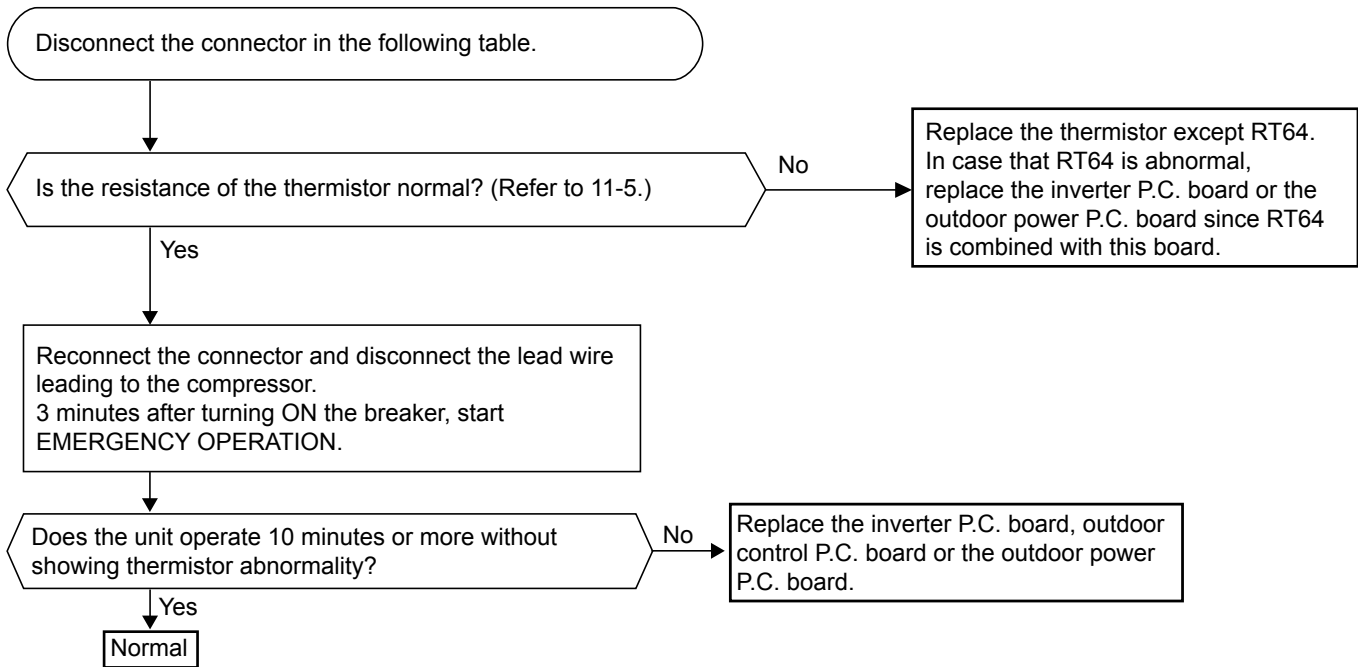 Disconnect the connector in the following table.
Is the resistance of the thermistor normal? (Refer to 11-5.)
No
Replace the thermistor except RT64.
In case that RT64 is abnormal,
replace the inverter P.C. board or the
outdoor power P.C. board since RT64
is combined with this board.
Yes
Reconnect the connector and disconnect the lead wire
leading to the compressor.
3 minutes after turning ON the breaker, start
EMERGENCY OPERATION.
Does the unit operate 10 minutes or more without
showing thermistor abnormality?
No
Replace the inverter P.C. board, outdoor
control P.C. board or the outdoor power
P.C. board.
Yes
Normal